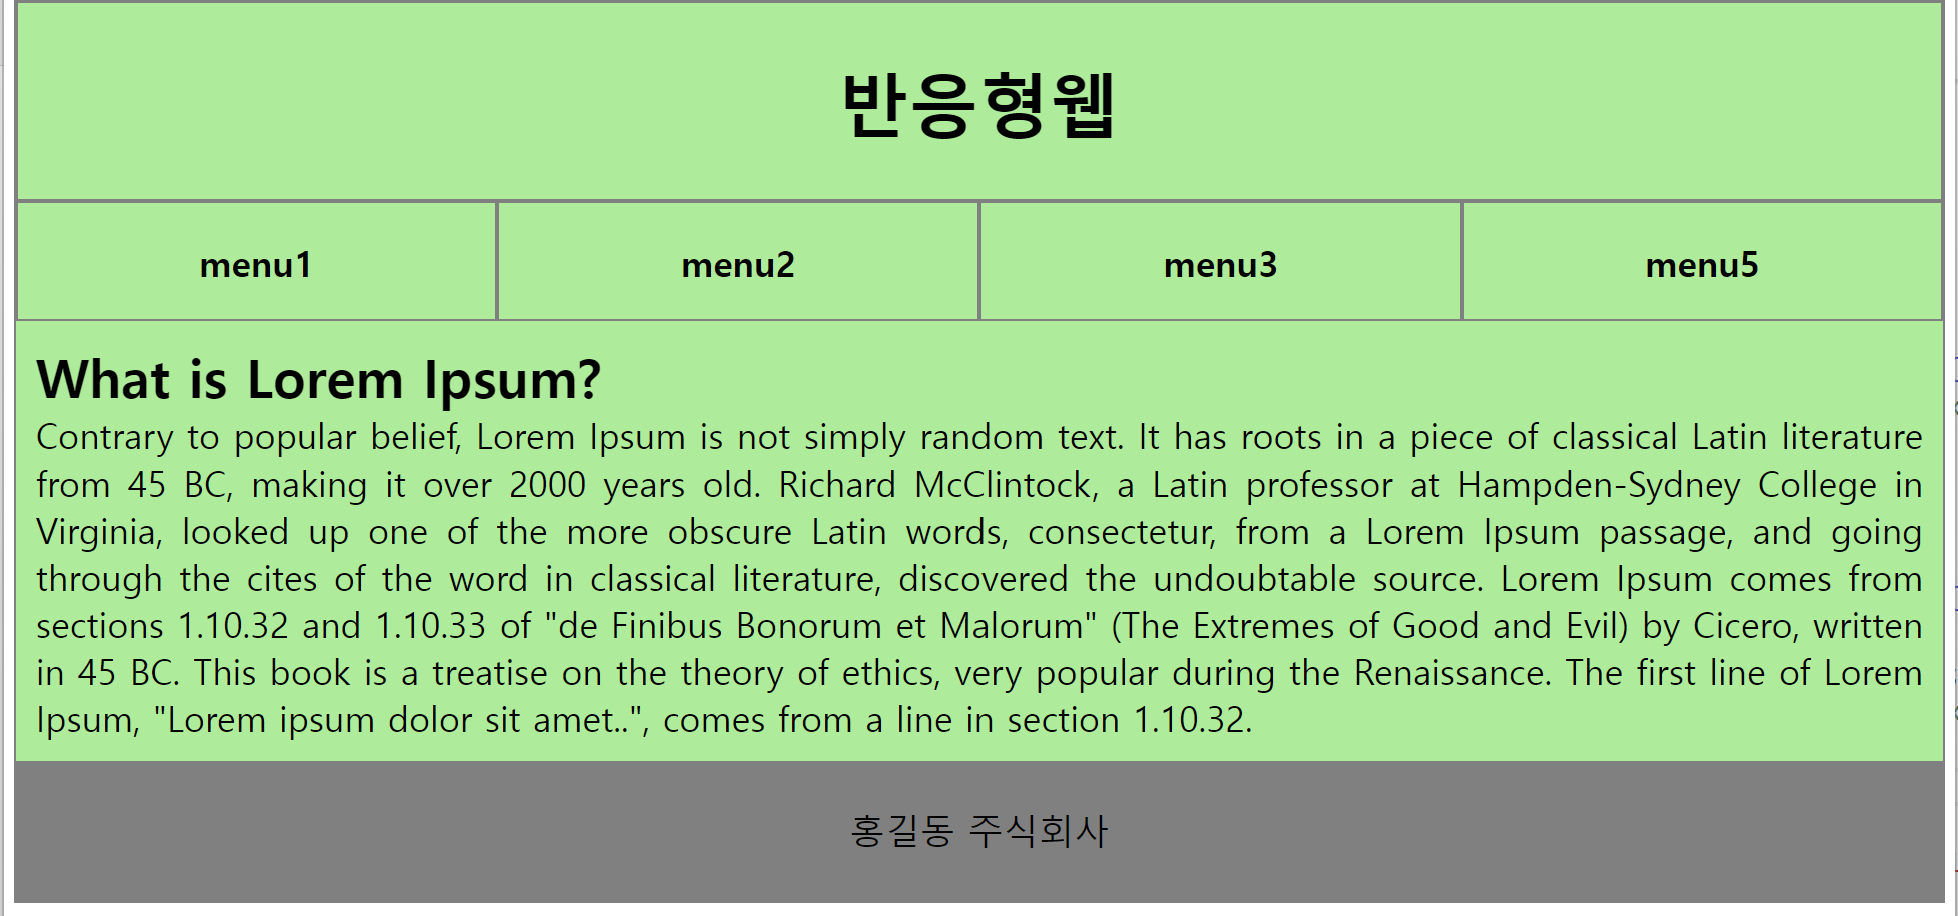 반응형웹
menu1 menu2 menu3 menu5
What is Lorem Ipsum?
Contrary to popular belief, Lorem Ipsum is not simply random text. It has roots in a piece of classical Latin literature
from 45 BC, making it over 2000 years old. Richard McClintock, a Latin professor at Hampden-Sydney College in
Virginia, looked up one of the more obscure Latin words, consectetur, from a Lorem Ipsum passage, and going
through the cites of the word in classical literature, discovered the undoubtable source. Lorem Ipsum comes from
sections 1.10.32 and 1.10.33 of "de Finibus Bonorum et Malorum" (The Extremes of Good and Evil) by Cicero, written
in 45 BC. This book is a treatise on the theory of ethics, very popular during the Renaissance. The first line of Lorem
Ipsum, "Lorem ipsum dolor sit amet..", comes from a line in section 1.10.32.
홍길동 주식회사